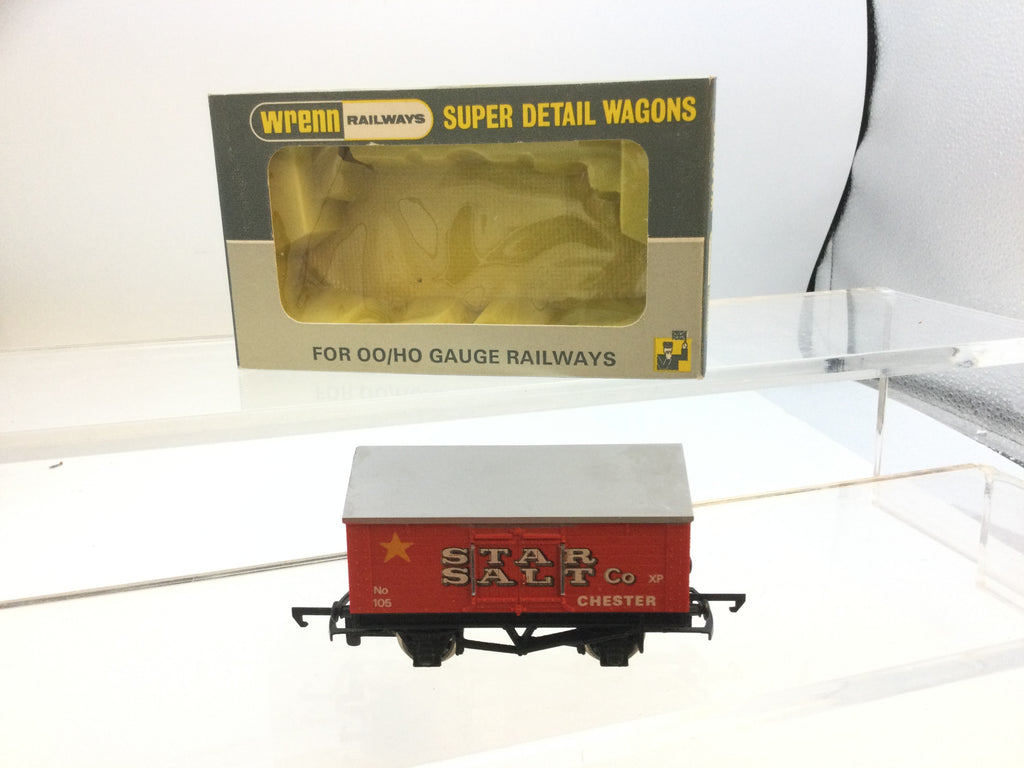 Wrenn RAILWAYS SUPER DETAIL WAGONS
FOR OO/HO GAUGE RAILWAYS
STAR
SALT Co XP
No
105
CHESTER